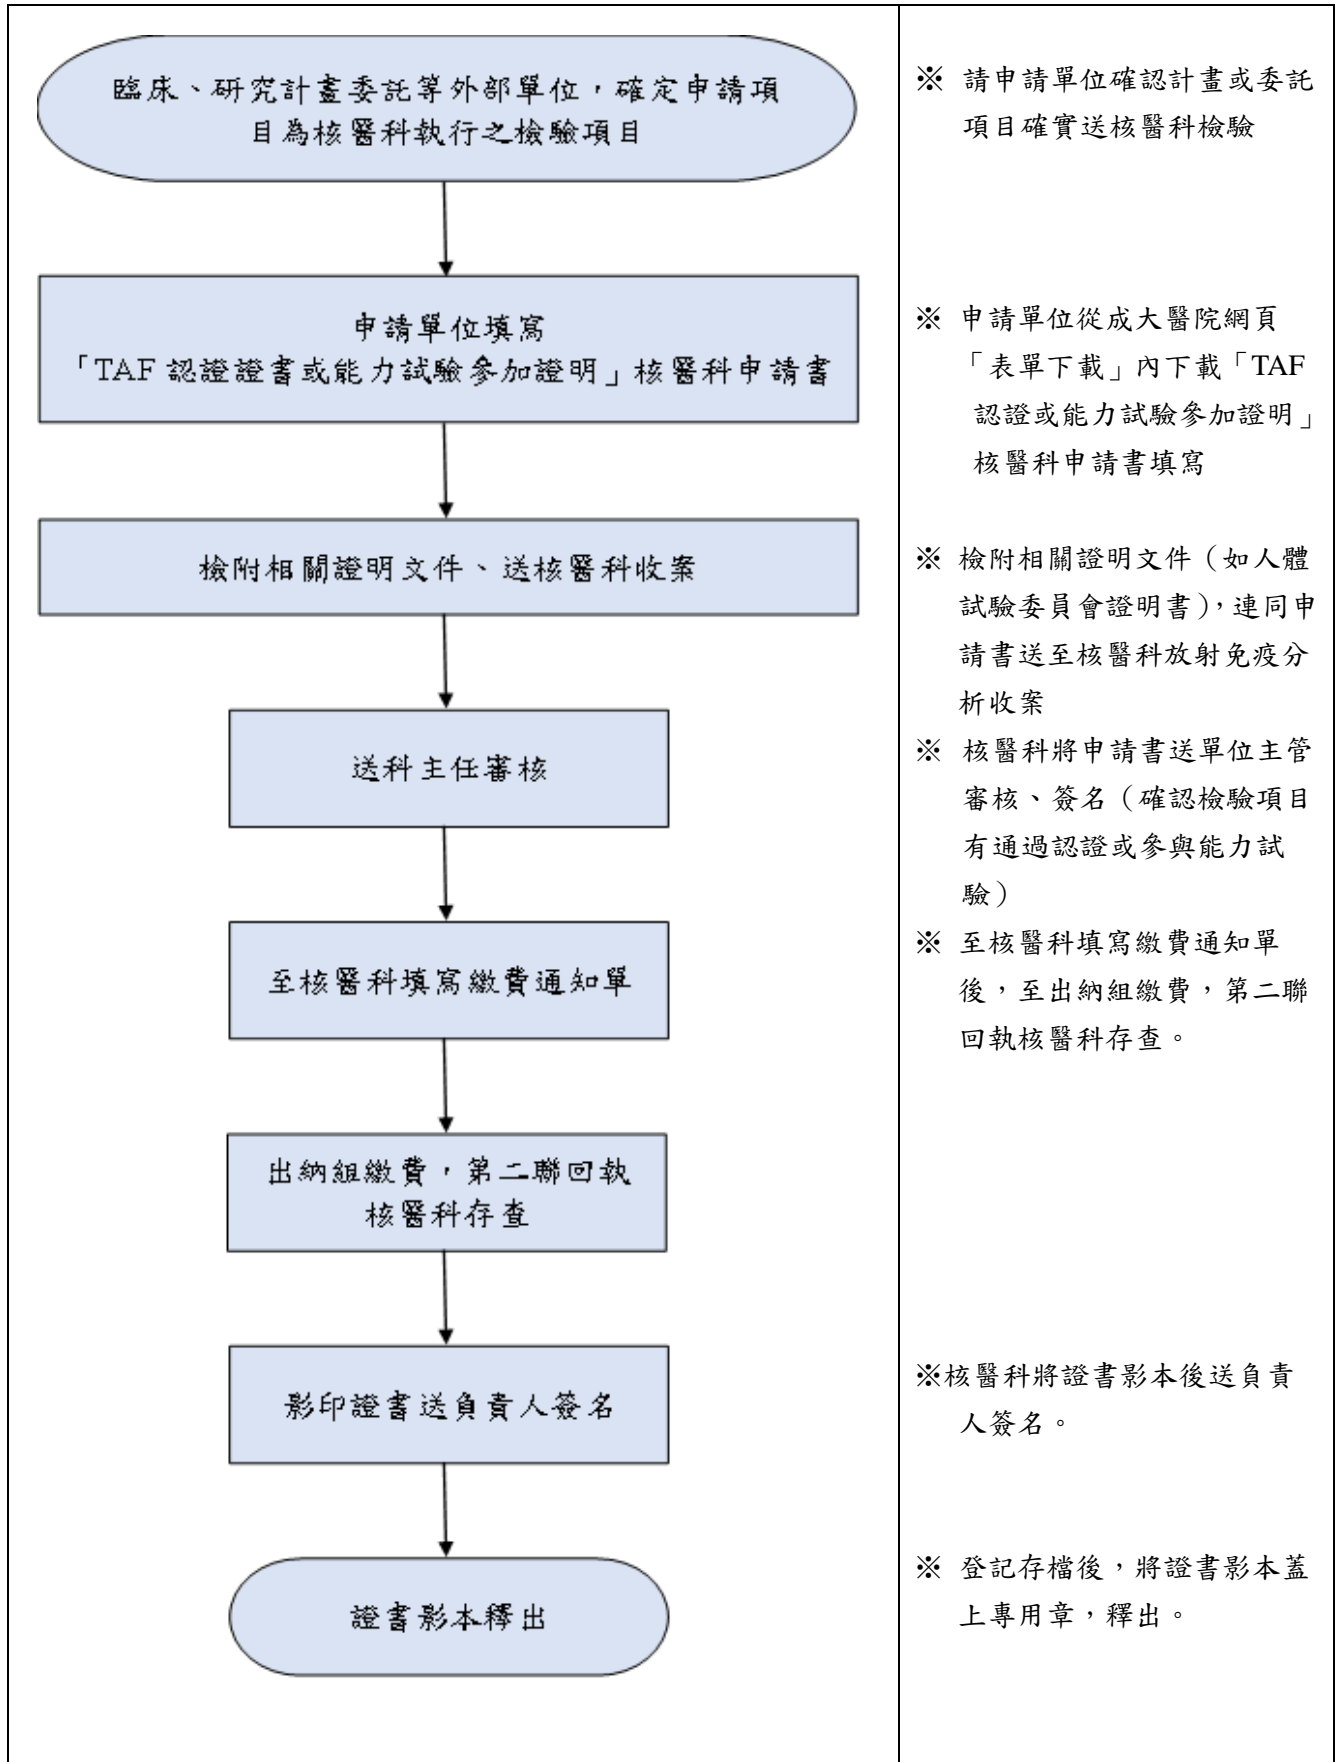 臨床、研究計畫委託等外部單位，確定申請項
目為核醫科執行之檢驗項目
申請單位填寫
「TAF 認證證書或能力試驗參加證明」核醫科申請書
檢附相關證明文件、送核醫科收案
送科主任審核
至核醫科填寫繳費通知單
出納組繳費，第二聯回執
核醫科存查
影印證書送負責人簽名
證書影本釋出
※ 請申請單位確認計畫或委託
項目確實送核醫科檢驗
※ 申請單位從成大醫院網頁
「表單下載」內下載「TAF
認證或能力試驗參加證明」
核醫科申請書填寫
※ 檢附相關證明文件（如人體
試驗委員會證明書），連同申
請書送至核醫科放射免疫分
析收案
※ 核醫科將申請書送單位主管
審核、簽名（確認檢驗項目
有通過認證或參與能力試
驗）
※ 至核醫科填寫繳費通知單
後，至出納組繳費，第二聯
回執核醫科存查。
※核醫科將證書影本後送負責
人簽名。
※ 登記存檔後，將證書影本蓋
上專用章，釋出。